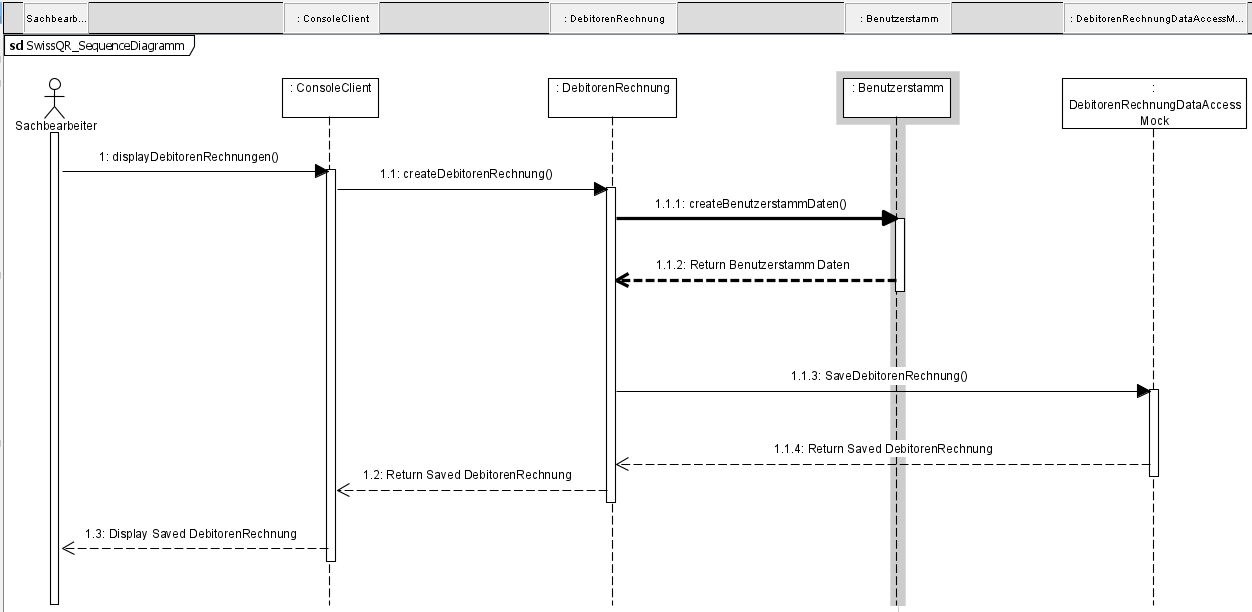 Sachbearb...
: ConsoleClient
: DebitorenRechnung
: Benutzerstamm
: DebitorenRechnungDataAccessM...
sd SwissQR_SequenceDiagramm
Sachbearbeiter
: ConsoleClient
: DebitorenRechnung
: Benutzerstamm
:
DebitorenRechnungDataAccess
Mock
1: displayDebitorenRechnungen()
1.1: createDebitorenRechnung()
1.1.1: createBenutzerstammDaten()
1.1.2: Return Benutzerstamm Daten
1.1.3: SaveDebitorenRechnung()
1.1.4: Return Saved DebitorenRechnung
1.2: Return Saved DebitorenRechnung
1.3: Display Saved DebitorenRechnung